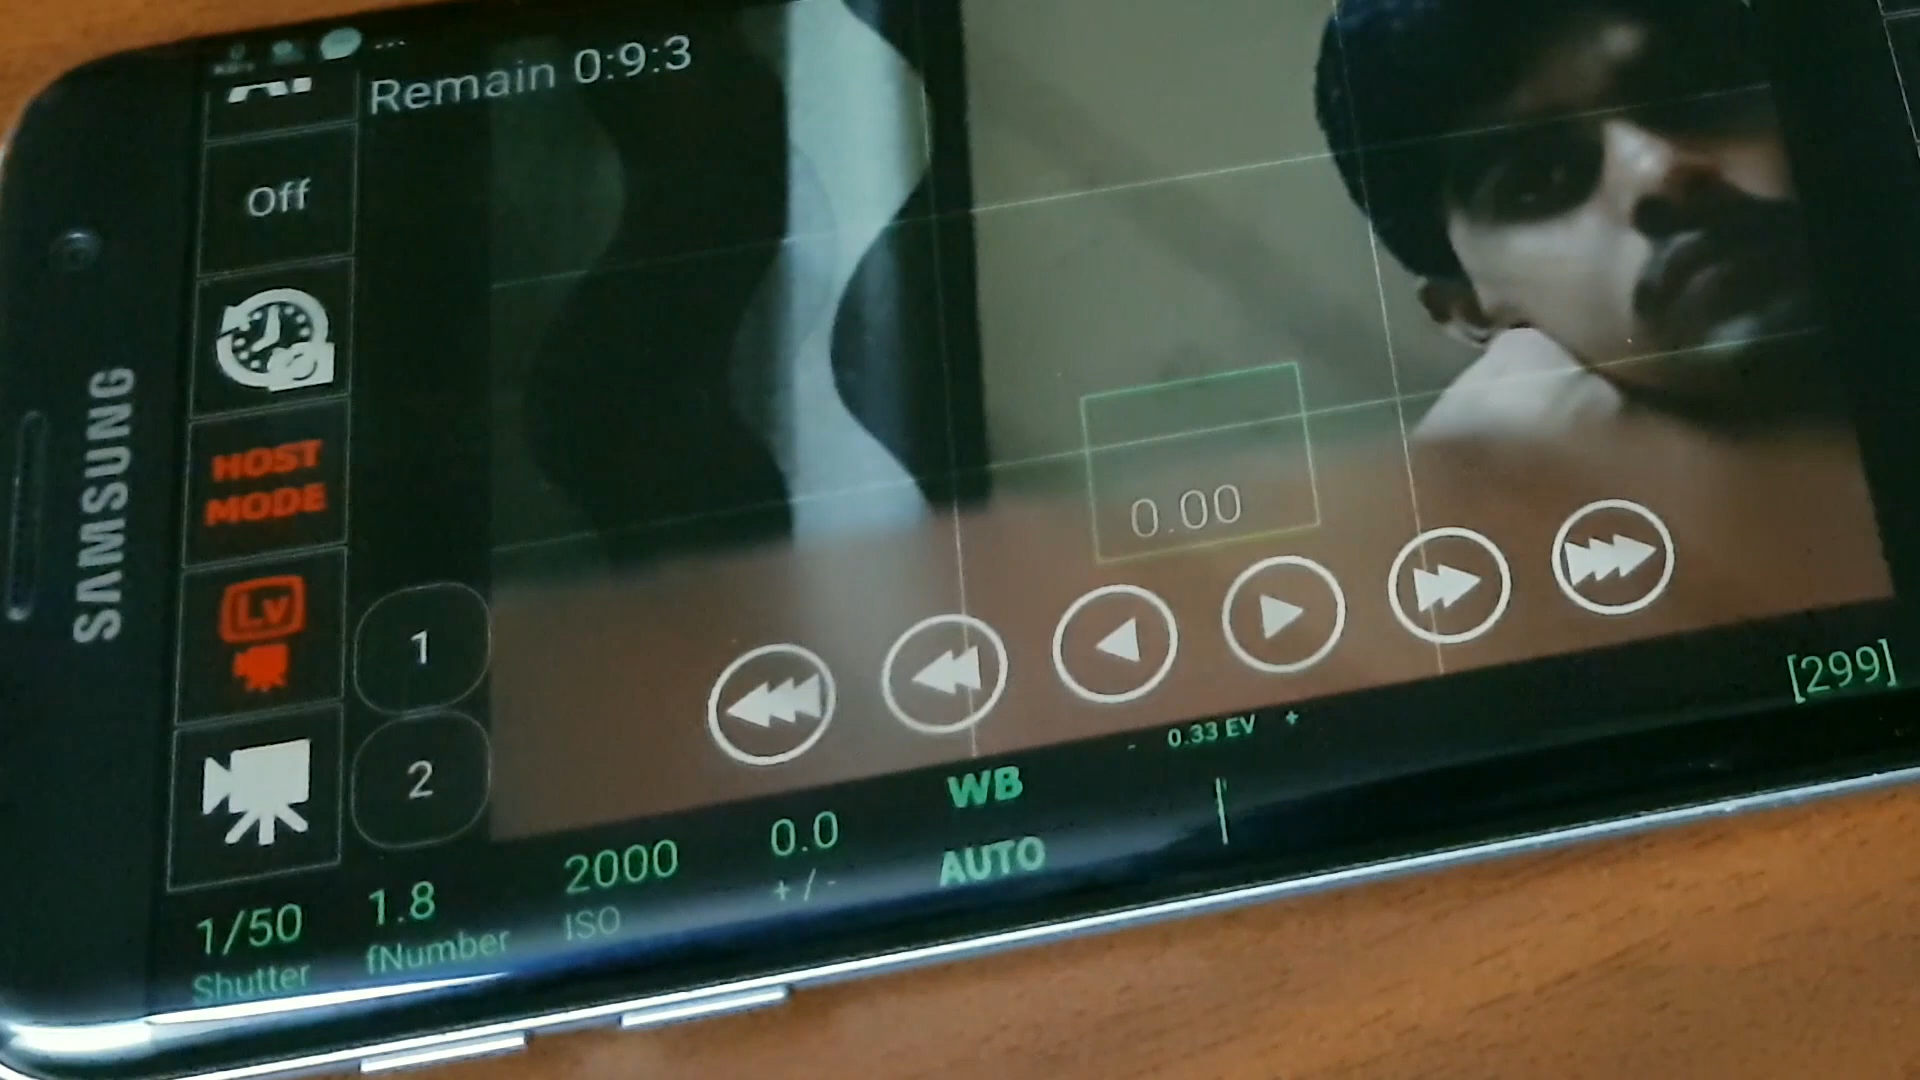 Remain 0:9:3
Off
SAMSUNG
HOST
MODE
Lv
1
2
0.00
[299]
- 0.33 EV +
WB
AUTO
0.0
+ / -
2000
ISO
1.8
fNumber
1/50
Shutter